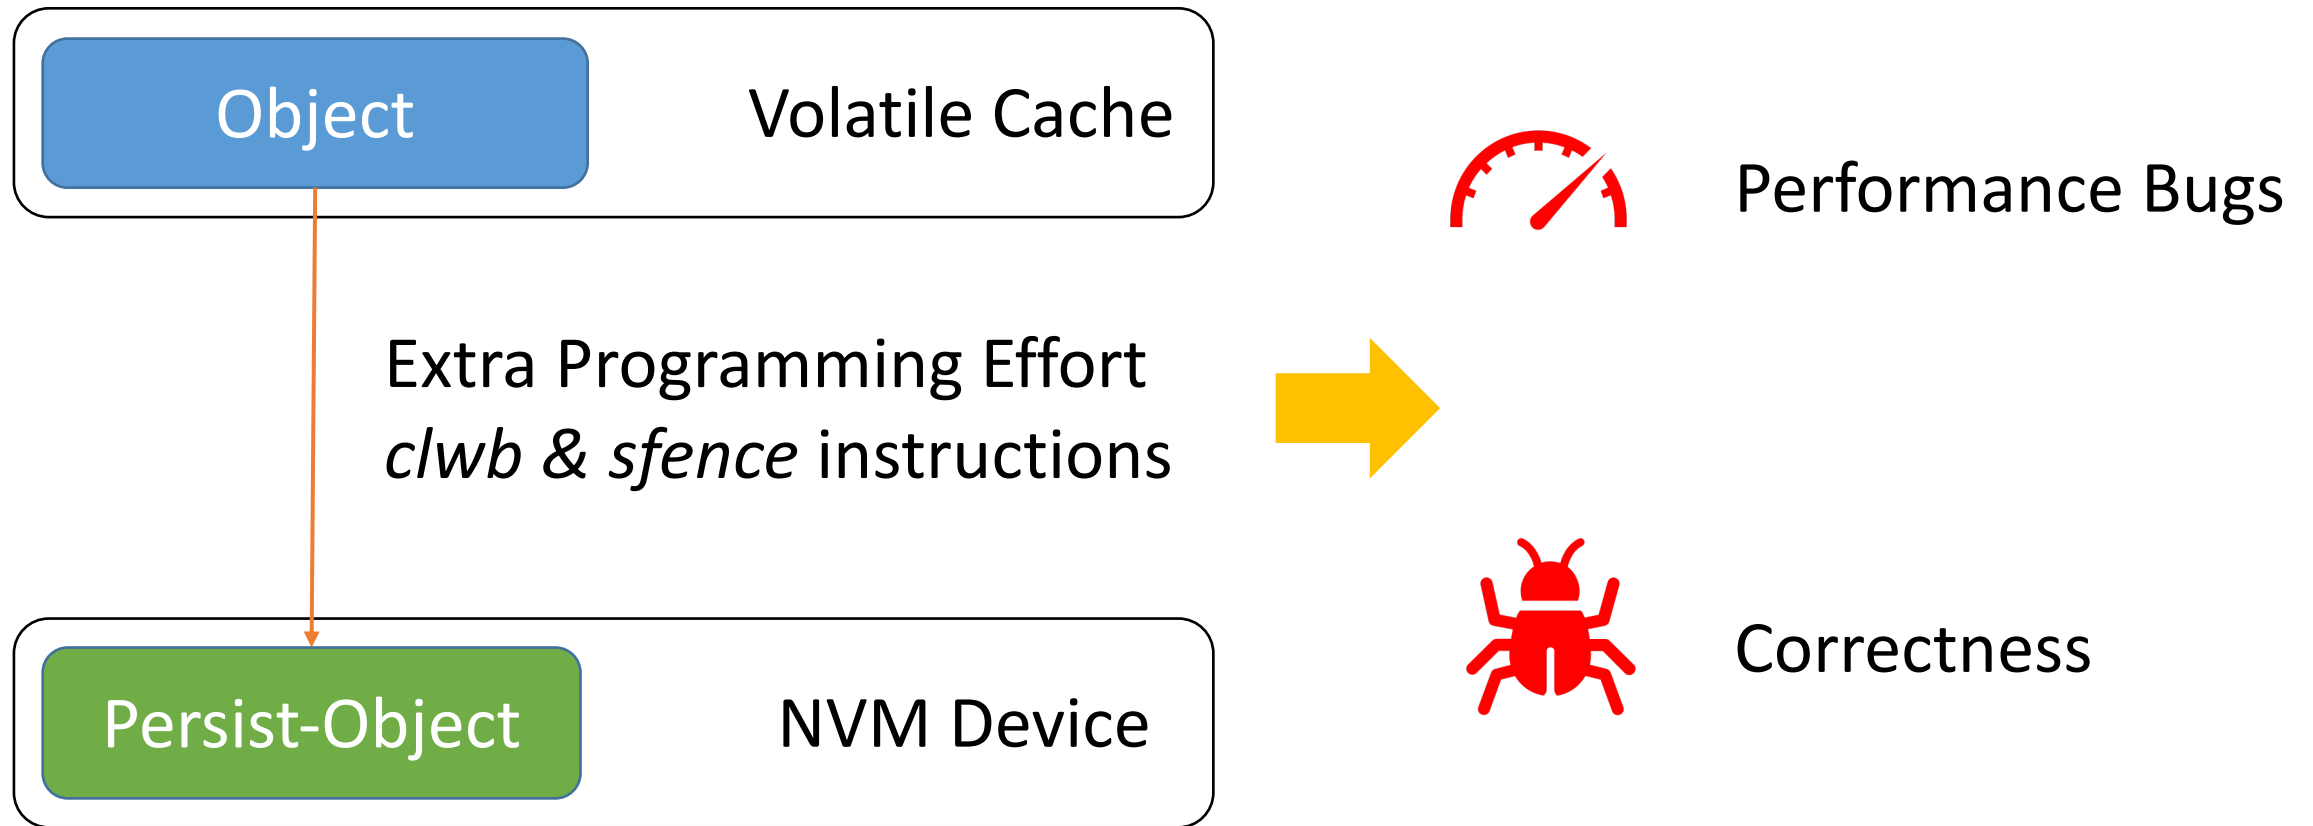 Object
Volatile Cache
Extra Programming Effort
clwb & sfence instructions
Persist-Object
NVM Device
Performance Bugs
Correctness